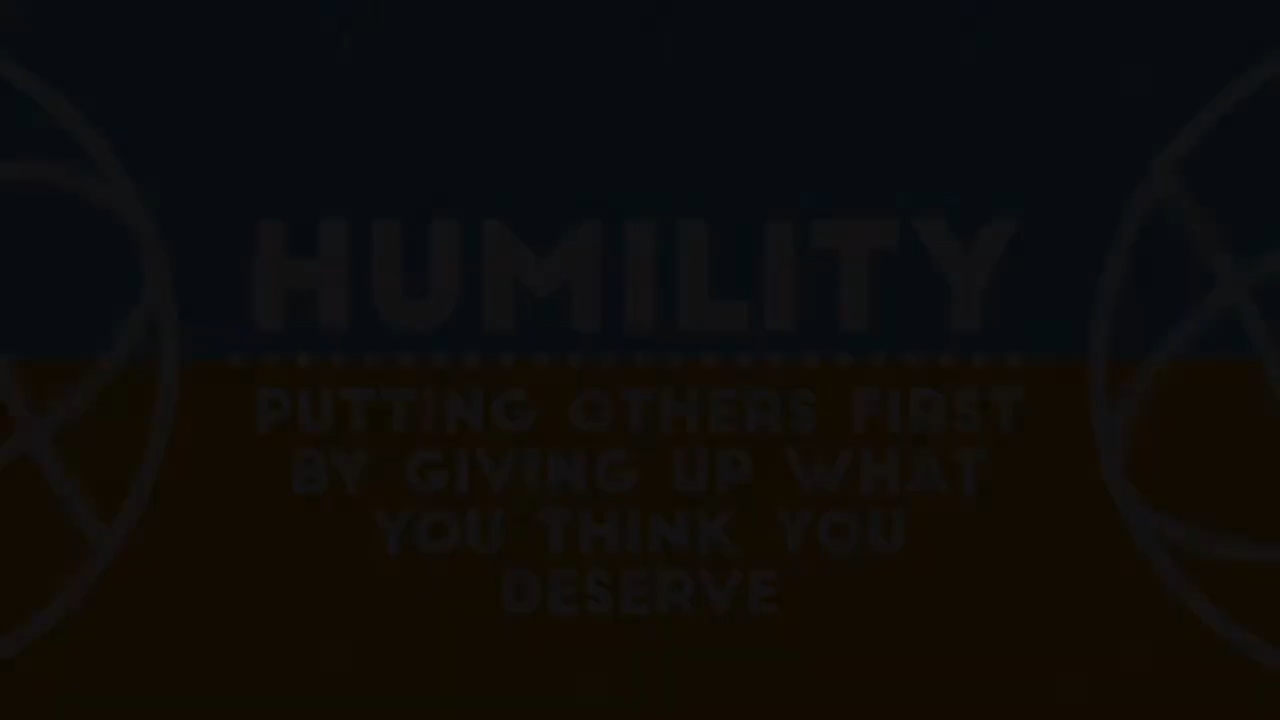 HUMILITY
PUTTING OTHERS FIRST
BY GIVING UP WHAT
YOU THINK YOU
DESERVE